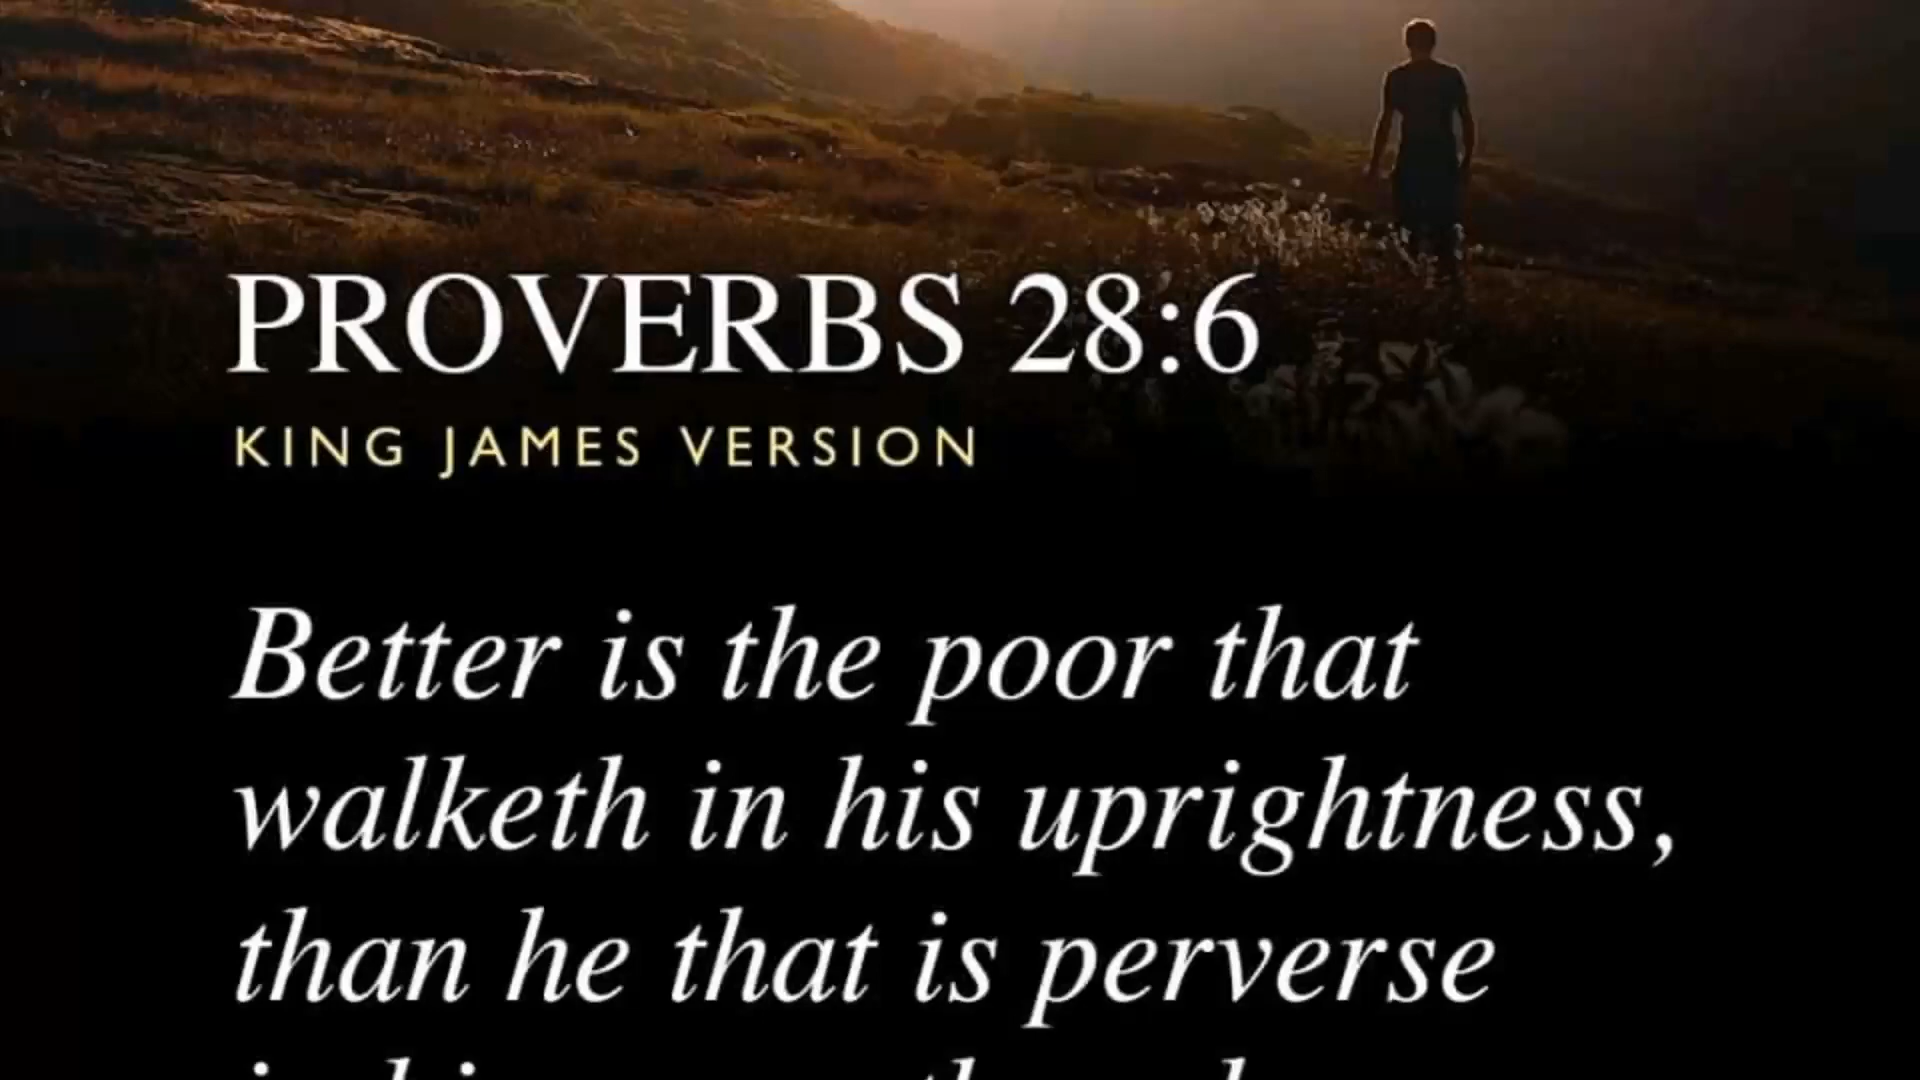 PROVERBS 28:6
KING JAMES VERSION
Better is the poor that
walketh in his uprightness,
than he that is perverse